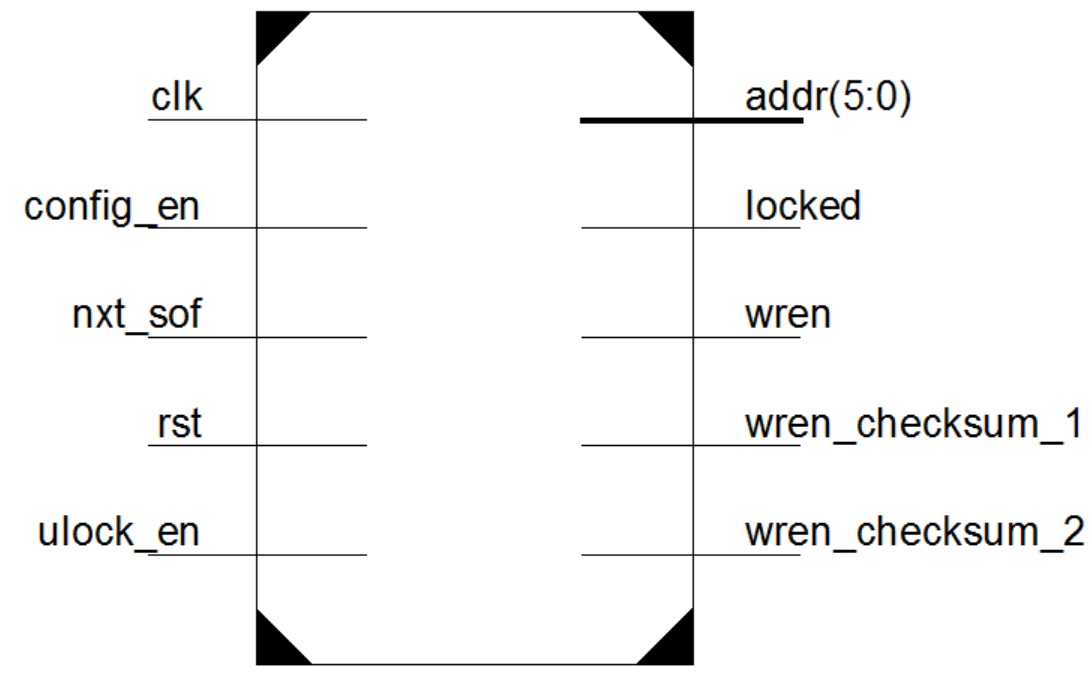 clk
addr(5:0)
config_en
locked
nxt_sof
wren
rst
wren_checksum_1
ulock_en
wren_checksum_2